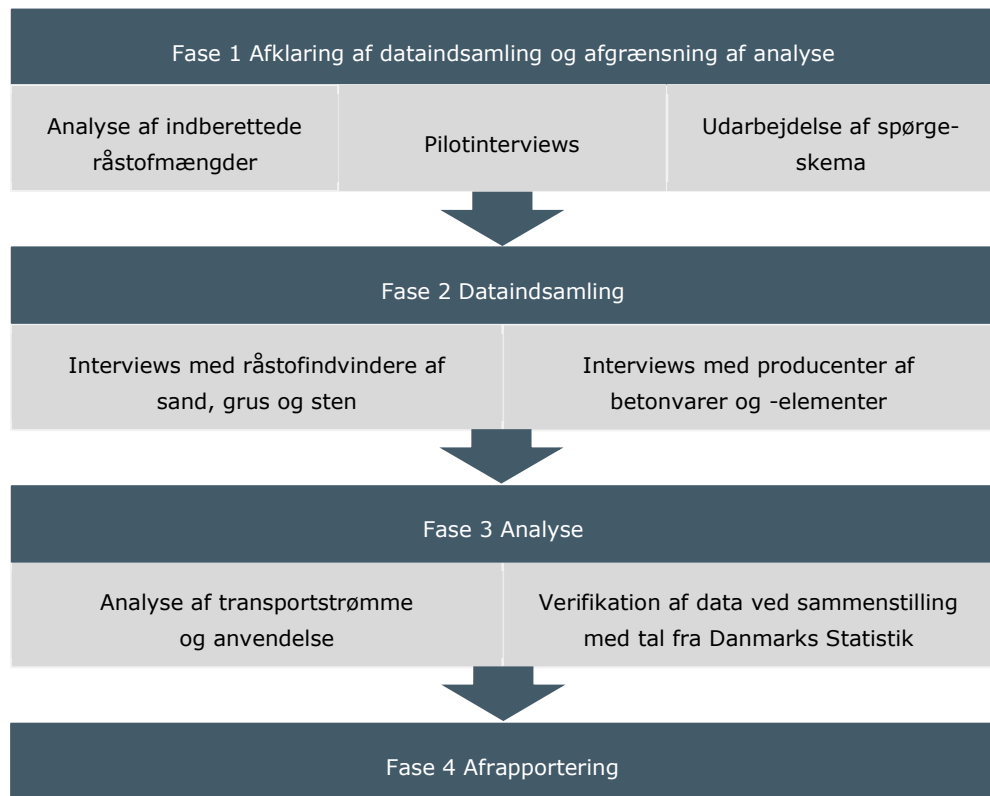 Fase 1 Afklaring af dataindsamling og afgrænsning af analyse
Analyse af indberettede
råstofmængder
Pilotinterviews
Udarbejdelse af spørge-
skema
Fase 2 Dataindsamling
Interviews med råstofindvindere af
sand, grus og sten
Interviews med producenter af
betonvarer og -elementer
Fase 3 Analyse
Analyse af transportstrømme
og anvendelse
Verifikation af data ved sammenstilling
med tal fra Danmarks Statistik
Fase 4 Afrapportering